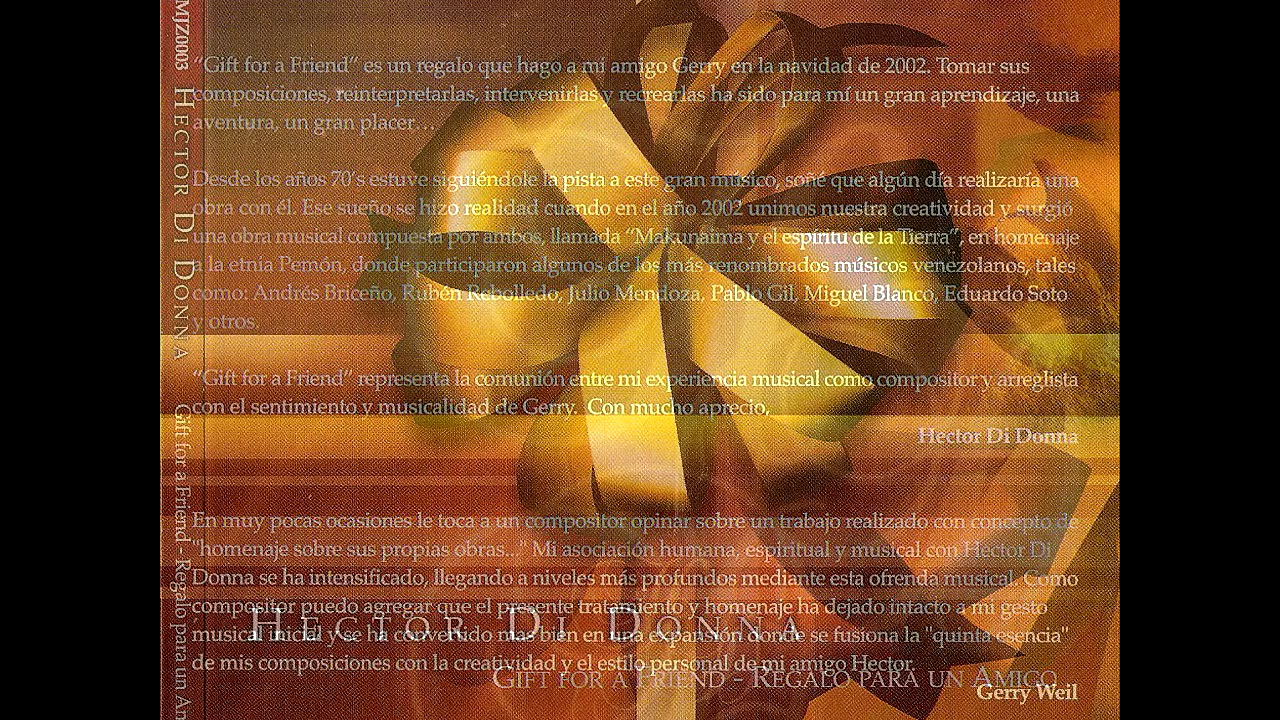 MJZ0003 HECTOR DI DONNA Gift for a Friend - Regalo para un
“Gift for a Friend” es un regalo que hago a mi amigo Gerry en la navidad de 2002. Tomar sus
composiciones, reinterpretarlas, intervenirlas y recrearlas ha sido para mí un gran aprendizaje, una
aventura, un gran placer…
Desde los años 70’s estuve siguiéndole la pista a este gran músico, soñé que algún día realizaría una
obra con él. Ese sueño se hizo realidad cuando en el año 2002 unimos nuestra creatividad y surgió
una obra musical compuesta por ambos, llamada “Makunaima y el espíritu de la Tierra”, en homenaje
a la etnia Pemón, donde participaron algunos de los más renombrados músicos venezolanos, tales
como: Andrés Briceño, Rubén Rebolledo, Julio Mendoza, Pablo Gil, Miguel Blanco, Eduardo Soto
y otros.
“Gift for a Friend” representa la comunión entre mi experiencia musical como compositor y arreglista
con el sentimiento y musicalidad de Gerry. Con mucho aprecio,
Hector Di Donna
En muy pocas ocasiones le toca a un compositor opinar sobre un trabajo realizado con concepto de
"homenaje sobre sus propias obras..." Mi asociación humana, espiritual y musical con Hector Di
Donna se ha intensificado, llegando a niveles más profundos mediante esta ofrenda musical. Como
compositor puedo agregar que el presente tratamiento y homenaje ha dejado intacto a mi gesto
musical inicial y se ha convertido mas bien en una expansión donde se fusiona la "quinta esencia"
de mis composiciones con la creatividad y el estilo personal de mi amigo Hector.
Gerry Weil
HECTOR DI DONNA
GIFT FOR A FRIEND - REGALO PARA UN AMIGO